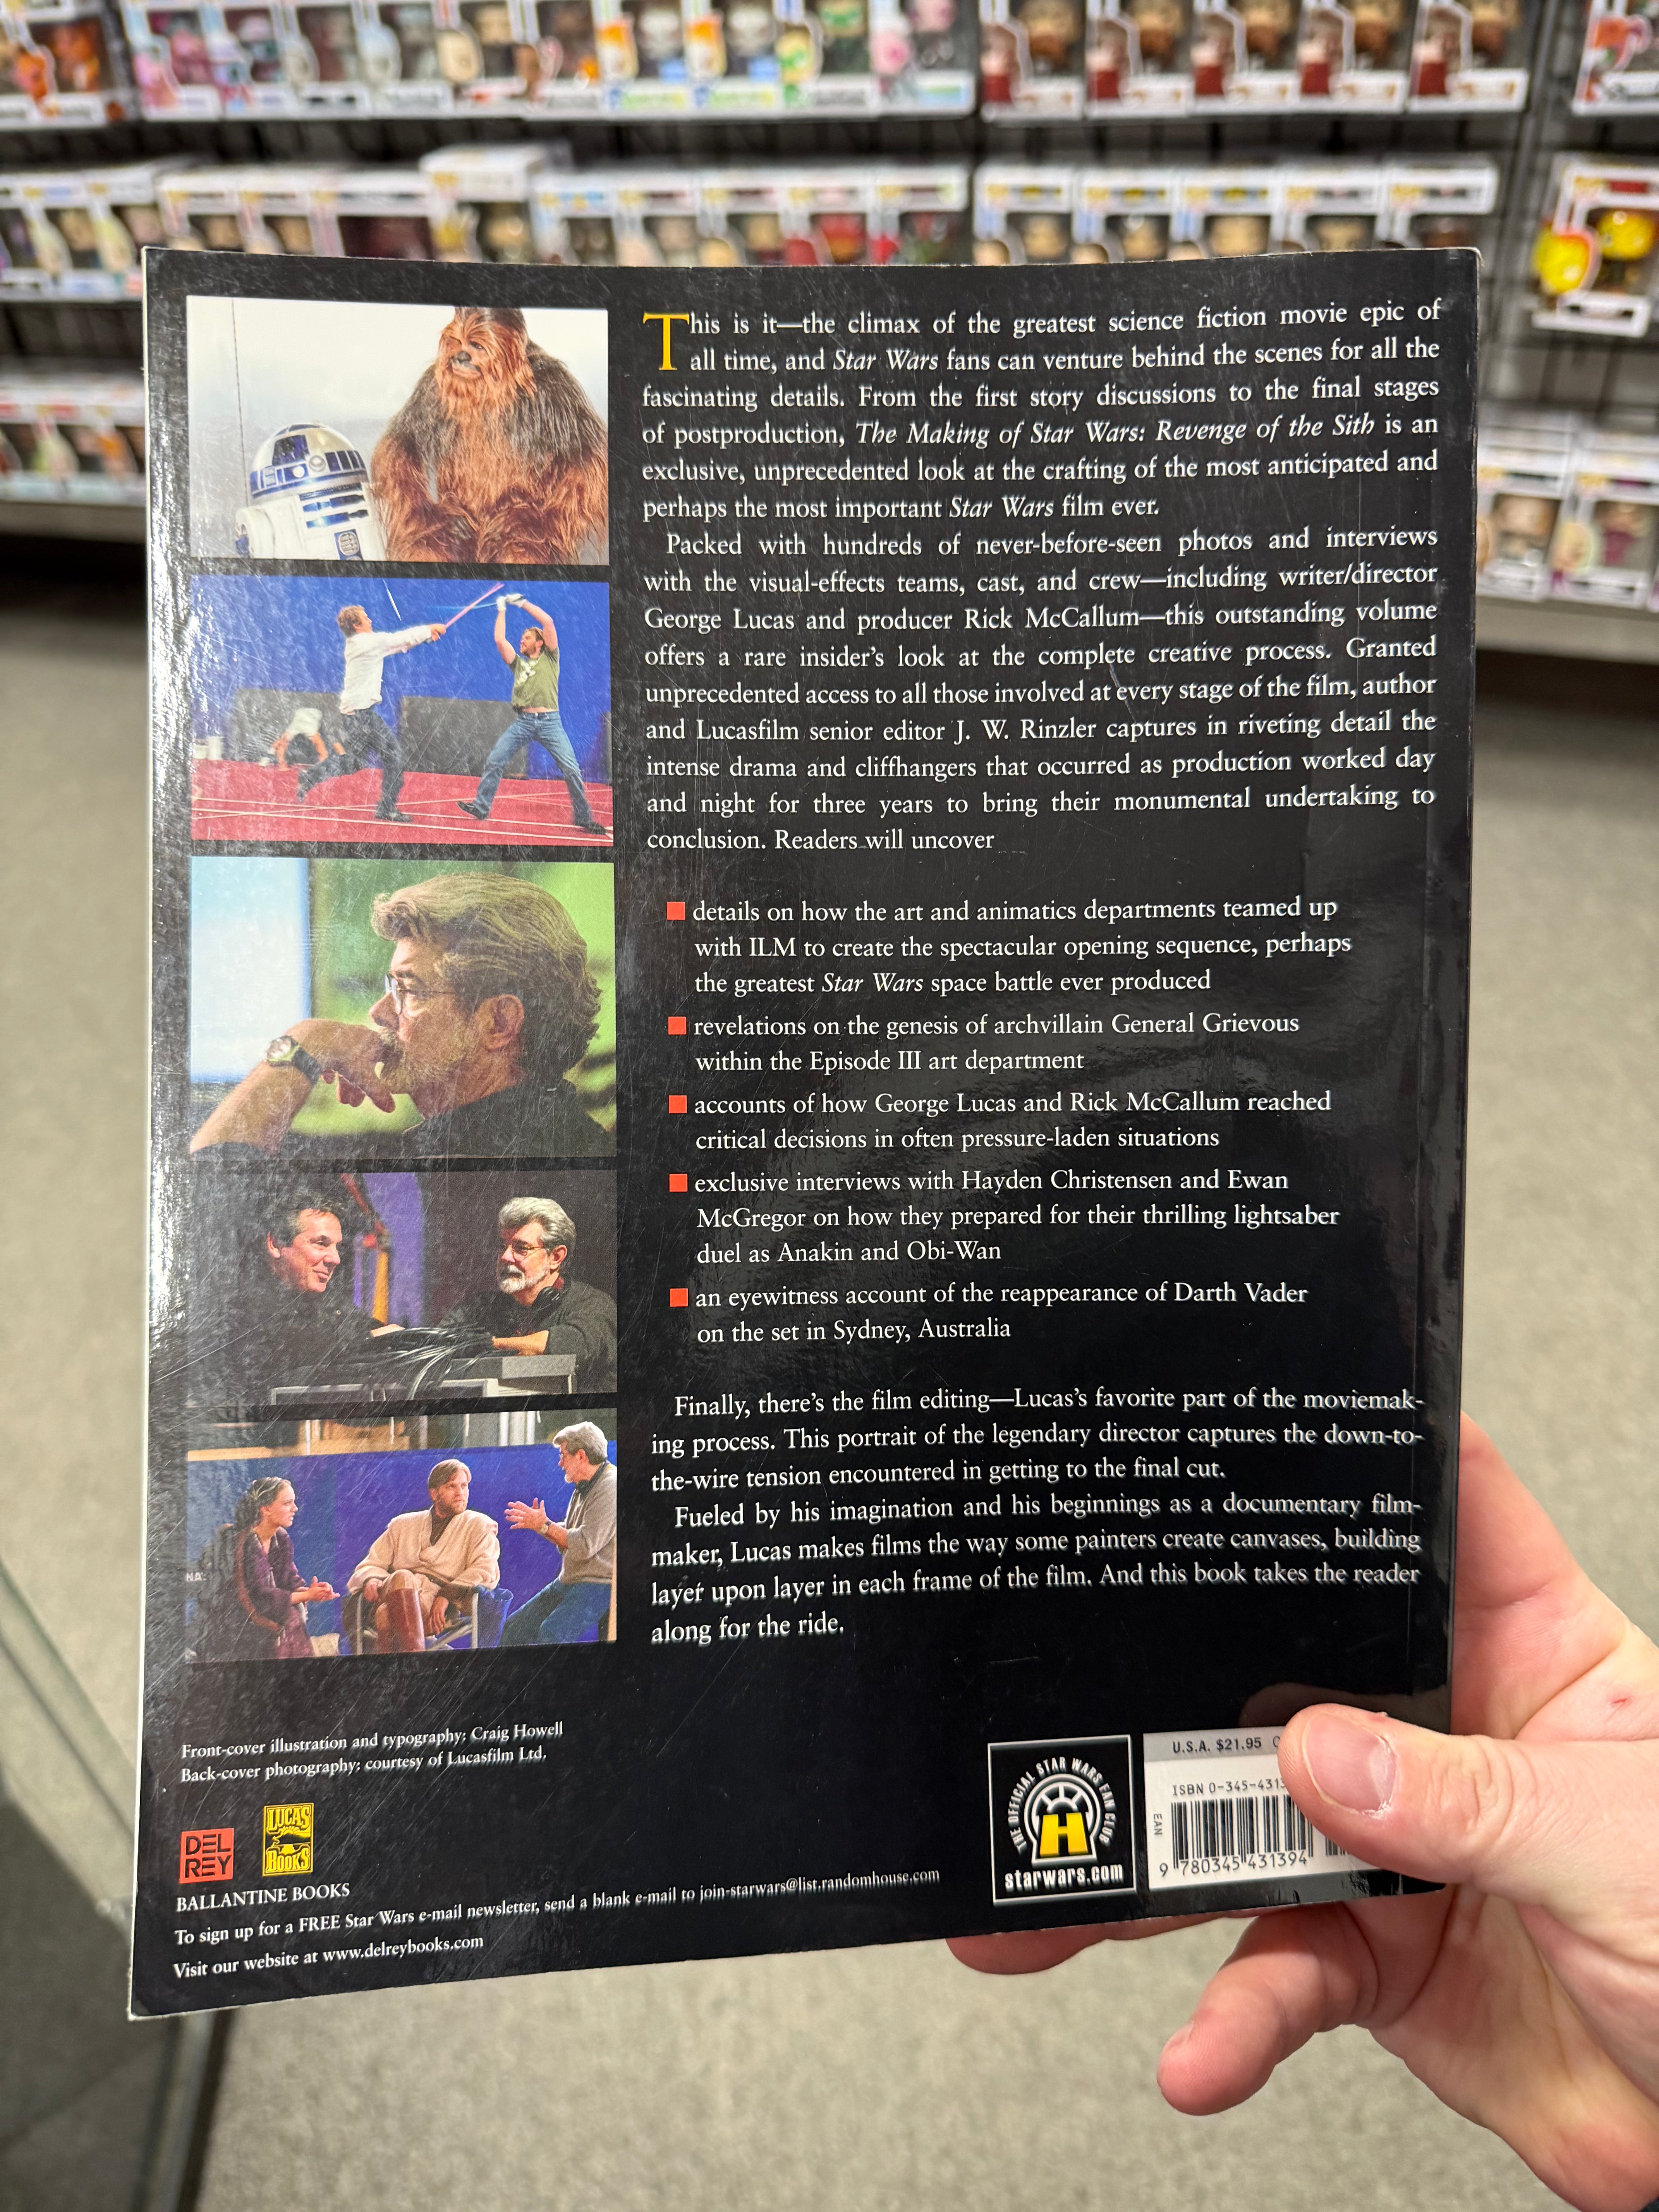 This is it—the climax of the greatest science fiction movie epic of
all time, and Star Wars fans can venture behind the scenes for all the
fascinating details. From the first story discussions to the final stages
of postproduction, The Making of Star Wars: Revenge of the Sith is an
exclusive, unprecedented look at the crafting of the most anticipated and
perhaps the most important Star Wars film ever.
Packed with hundreds of never-before-seen photos and interviews
with the visual-effects teams, cast, and crew—including writer/director
George Lucas and producer Rick McCallum—this outstanding volume
offers a rare insider's look at the complete creative process. Granted
unprecedented access to all those involved at every stage of the film, author
and Lucasfilm senior editor J. W. Rinzler captures in riveting detail the
intense drama and cliffhangers that occurred as production worked day
and night for three years to bring their monumental undertaking to
conclusion. Readers will uncover
details on how the art and animatics departments teamed up
with ILM to create the spectacular opening sequence, perhaps
the greatest Star Wars space battle ever produced
revelations on the genesis of archvillain General Grievous
within the Episode III art department
accounts of how George Lucas and Rick McCallum reached
critical decisions in often pressure-laden situations
exclusive interviews with Hayden Christensen and Ewan
McGregor on how they prepared for their thrilling lightsaber
duel as Anakin and Obi-Wan
an eyewitness account of the reappearance of Darth Vader
on the set in Sydney, Australia
Finally, there's the film editing—Lucas's favorite part of the moviemak-
ing process. This portrait of the legendary director captures the down-to-
the-wire tension encountered in getting to the final cut.
Fueled by his imagination and his beginnings as a documentary film-
maker, Lucas makes films the way some painters create canvases, building
layer upon layer in each frame of the film. And this book takes the reader
along for the ride.
Front-cover illustration and typography: Craig Howell
Back-cover photography: courtesy of Lucasfilm Ltd.
DEL
REY
LUCAS
BOOKS
BALLANTINE BOOKS
To sign up for a FREE Star Wars e-mail newsletter, send a blank e-mail to join-starwars@list.randomhouse.com
Visit our website at www.delreybooks.com
THE OFFICIAL STAR WARS FAN CLUB
H
starwars.com
U.S.A. $21.95
ISBN 0-345-431
EAN
9 780345 431394